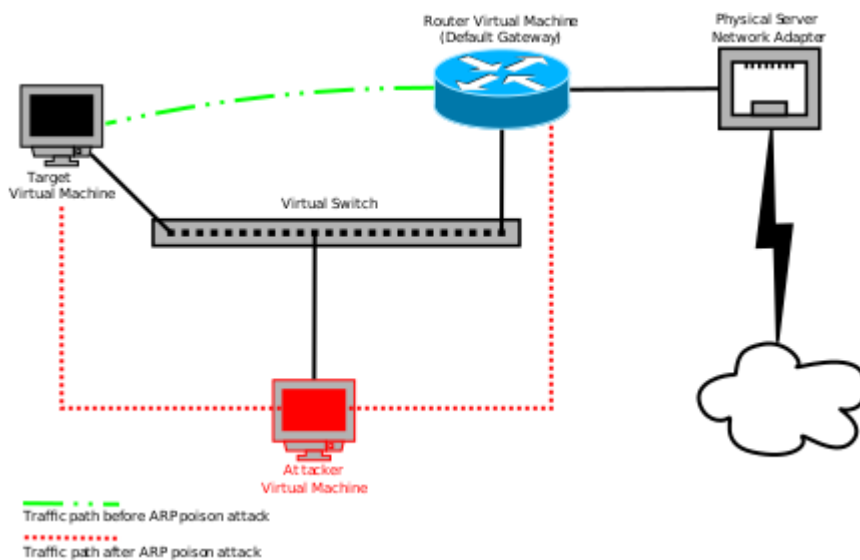 Router Virtual Machine
(Default Gateway)
Physical Server
Network Adapter
Target
Virtual Machine
Virtual Switch
Attacker
Virtual Machine
Traffic path before ARP poison attack
Traffic path after ARP poison attack